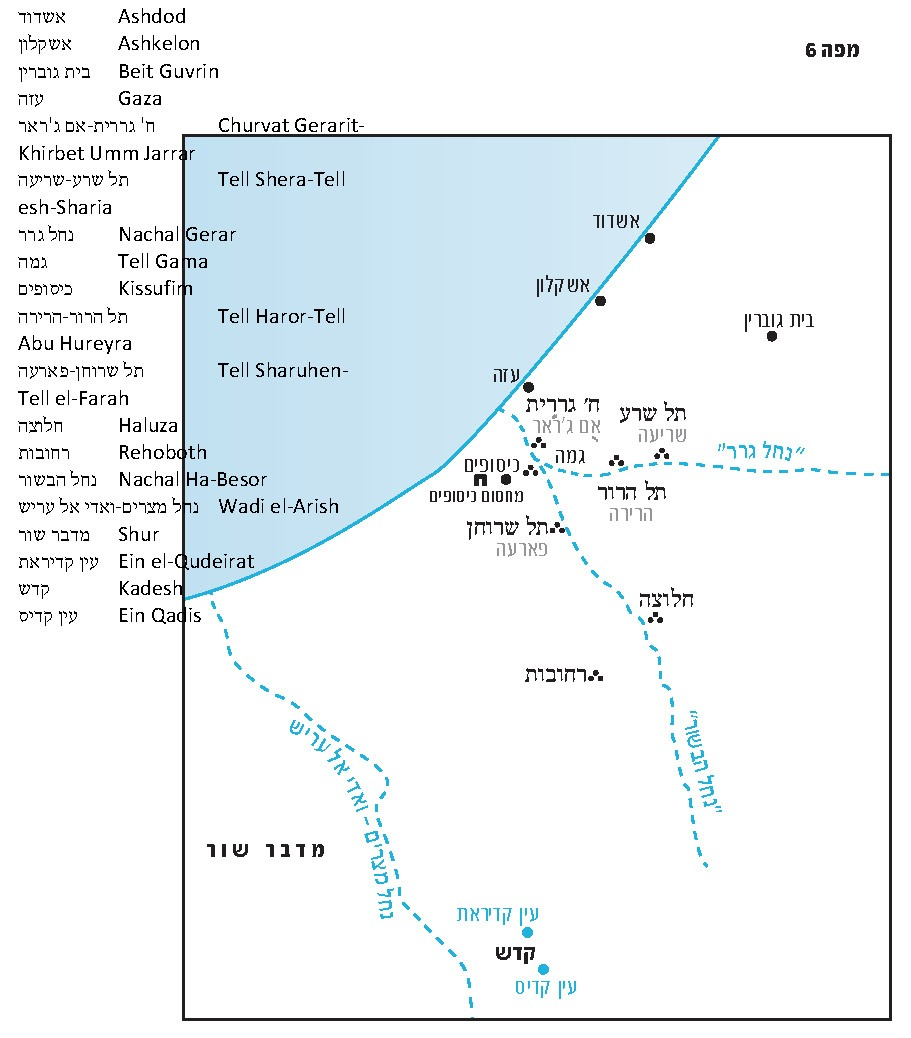 אשדוד Ashdod
אשקלון Ashkelon
בית גוברין Beit Guvrin
עזה Gaza
ח' גררית-אם ג'ראר Churvat Gerarit-
Khirbet Umm Jarrar
תל שרע-שריעה Tell Shera-Tell
esh-Sharia
נחל גרר Nachal Gerar
גמה Tell Gama
כיסופים Kissufim
תל הרור-הרירה Tell Haror-Tell
Abu Hureyra
תל שרוחן-פארעה Tell Sharuhen-
Tell el-Farah
חלוצה Haluza
רחובות Rehoboth
נחל הבשור Nachal Ha-Besor
נחל מצרים-ואדי אל עריש Wadi el-Arish
מדבר שור Shur
עין קדיראת Ein el-Qudeirat
קדש Kadesh
עין קדיס Ein Qadis
מפה 6
אשדוד
אשקלון
בית גוברין
עזה
ח' גררית
אם ג'ראר
תל שרע
שריעה
"נחל גרר"
גמה
כיסופים
מחסום כיסופים
תל הרור
הרירה
תל שרוחן
פארעה
חלוצה
רחובות
"נחל הבשור"
נחל מצרים - ואדי אל עריש
מדבר שור
עין קדיראת
קדש
עין קדיס